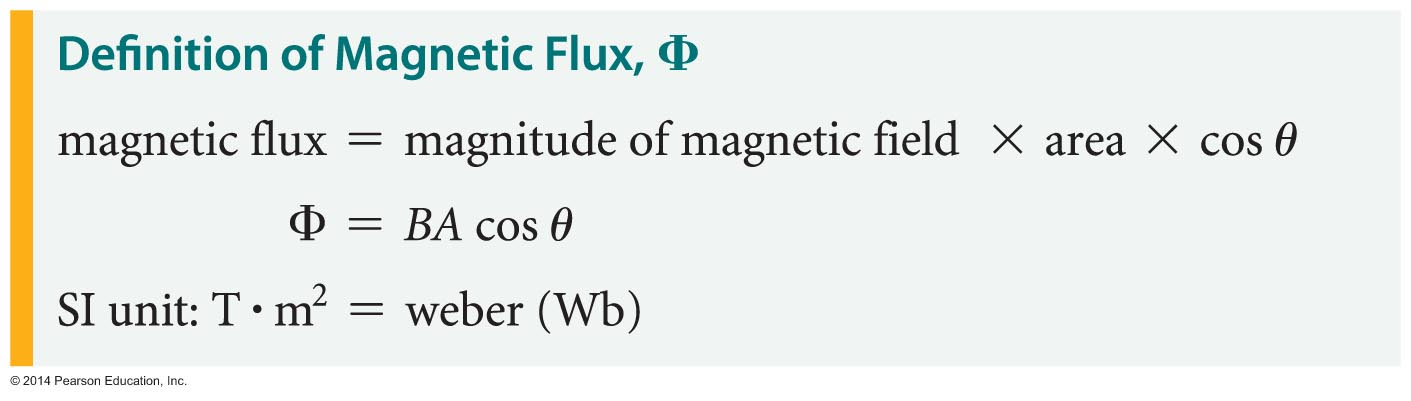 Definition of Magnetic Flux, Φ
magnetic flux = magnitude of magnetic field × area × cos θ
Φ = BA cos θ
SI unit: T · m² = weber (Wb)
© 2014 Pearson Education, Inc.